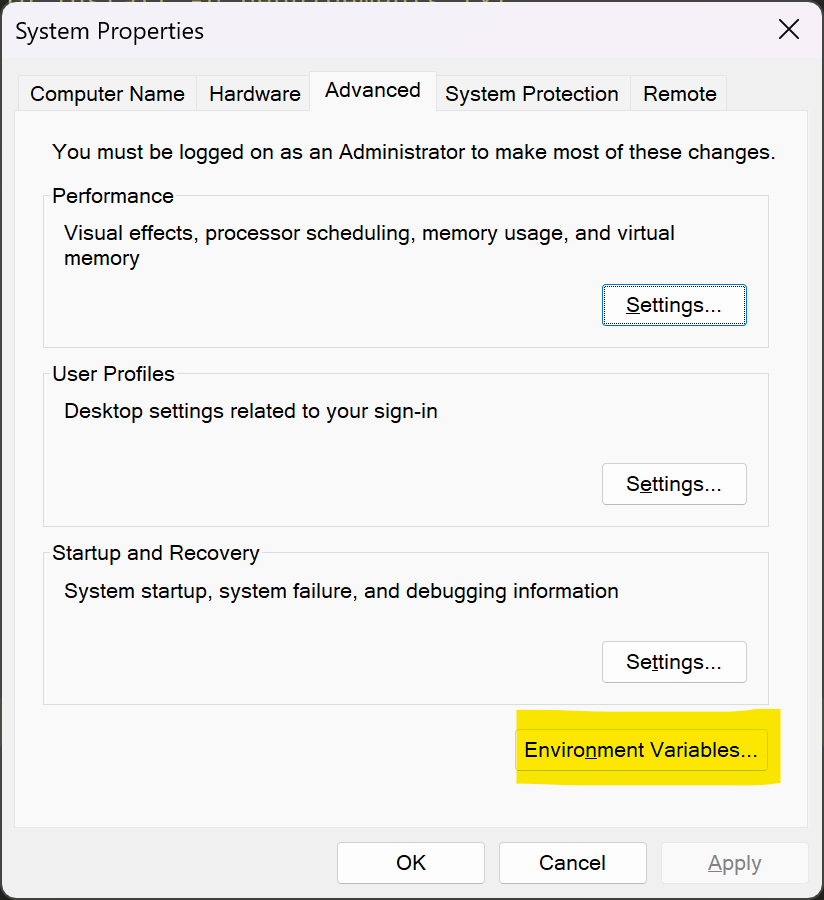 System Properties
Computer Name
Hardware
Advanced
System Protection
Remote
You must be logged on as an Administrator to make most of these changes.
Performance
Visual effects, processor scheduling, memory usage, and virtual
memory
Settings...
User Profiles
Desktop settings related to your sign-in
Settings...
Startup and Recovery
System startup, system failure, and debugging information
Settings...
Environment Variables...
OK
Cancel
Apply